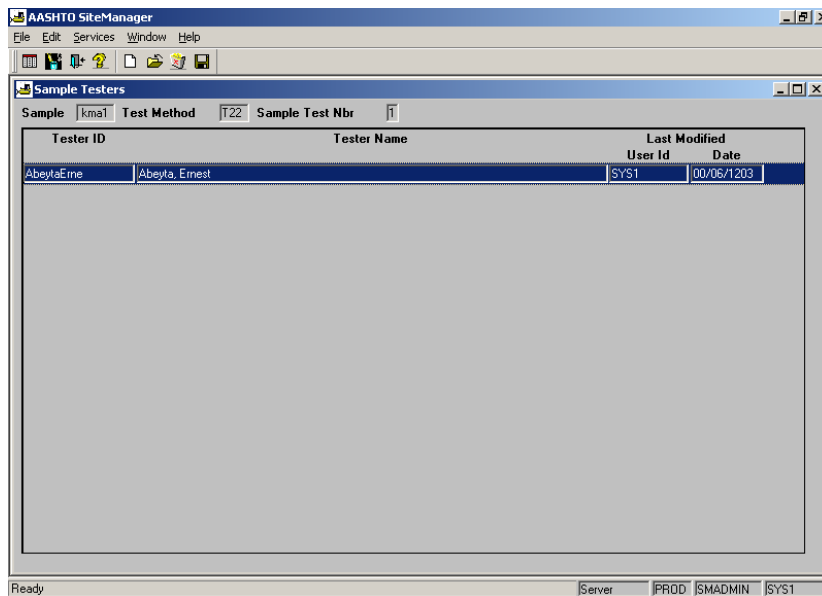 AASHTO SiteManager
File Edit Services Window Help
Sample Testers
Sample kma1 Test Method T22 Sample Test Nbr 1
Tester ID Tester Name Last Modified
User Id Date
AbeytaErne Abeyta, Ernest SYS1 00/06/1203
Ready Server PROD SMADMIN SYS1